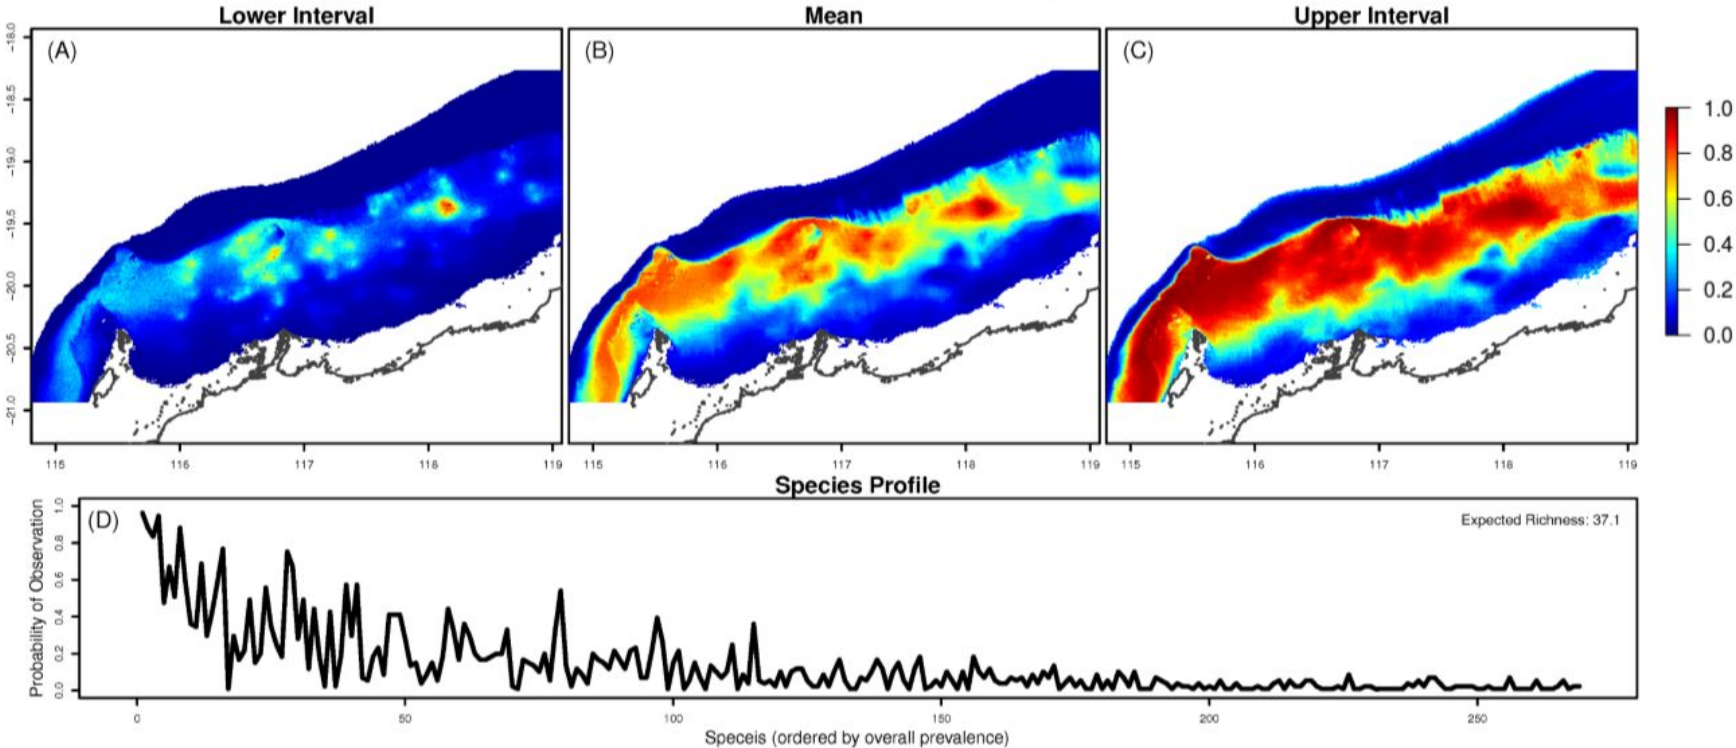 Lower Interval
Mean
Upper Interval
(A)
(B)
(C)
−18.0
−18.5
−19.0
−19.5
−20.0
−20.5
−21.0
115 116 117 118 119
115 116 117 118 119
115 116 117 118 119
1.0
0.8
0.6
0.4
0.2
0.0
Species Profile
(D)
Expected Richness: 37.1
Probability of Observation
1.0
0.8
0.6
0.4
0.2
0.0
0 50 100 150 200 250
Speceis (ordered by overall prevalence)